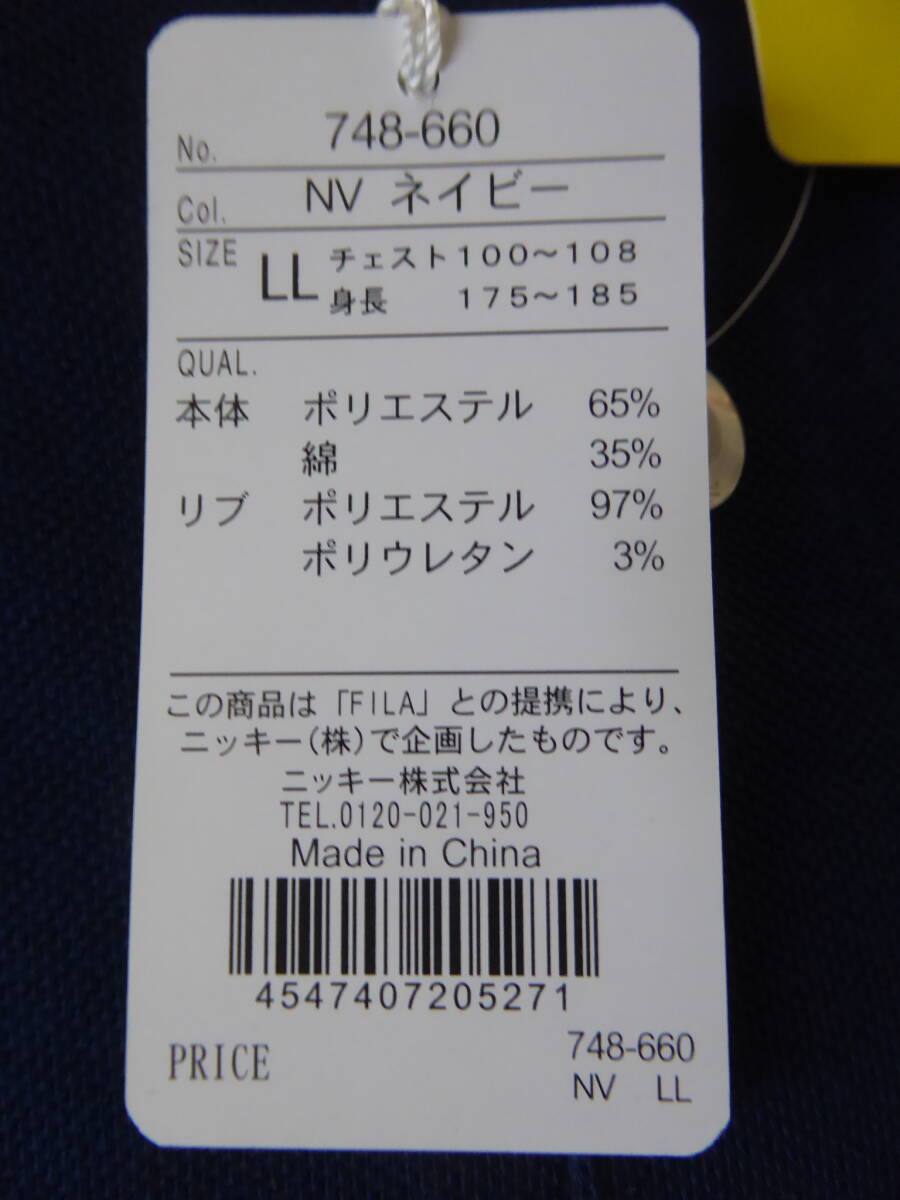 No. 748-660
Col. NV ネイビー
SIZE LL チェスト 100～108
身長 175～185
QUAL.
本体 ポリエステル 65%
綿 35%
リブ ポリエステル 97%
ポリウレタン 3%
この商品は「FILA」との提携により、
ニッキー(株)で企画したものです。
ニッキー株式会社
TEL.0120-021-950
Made in China
4547407205271
PRICE 748-660
NV LL